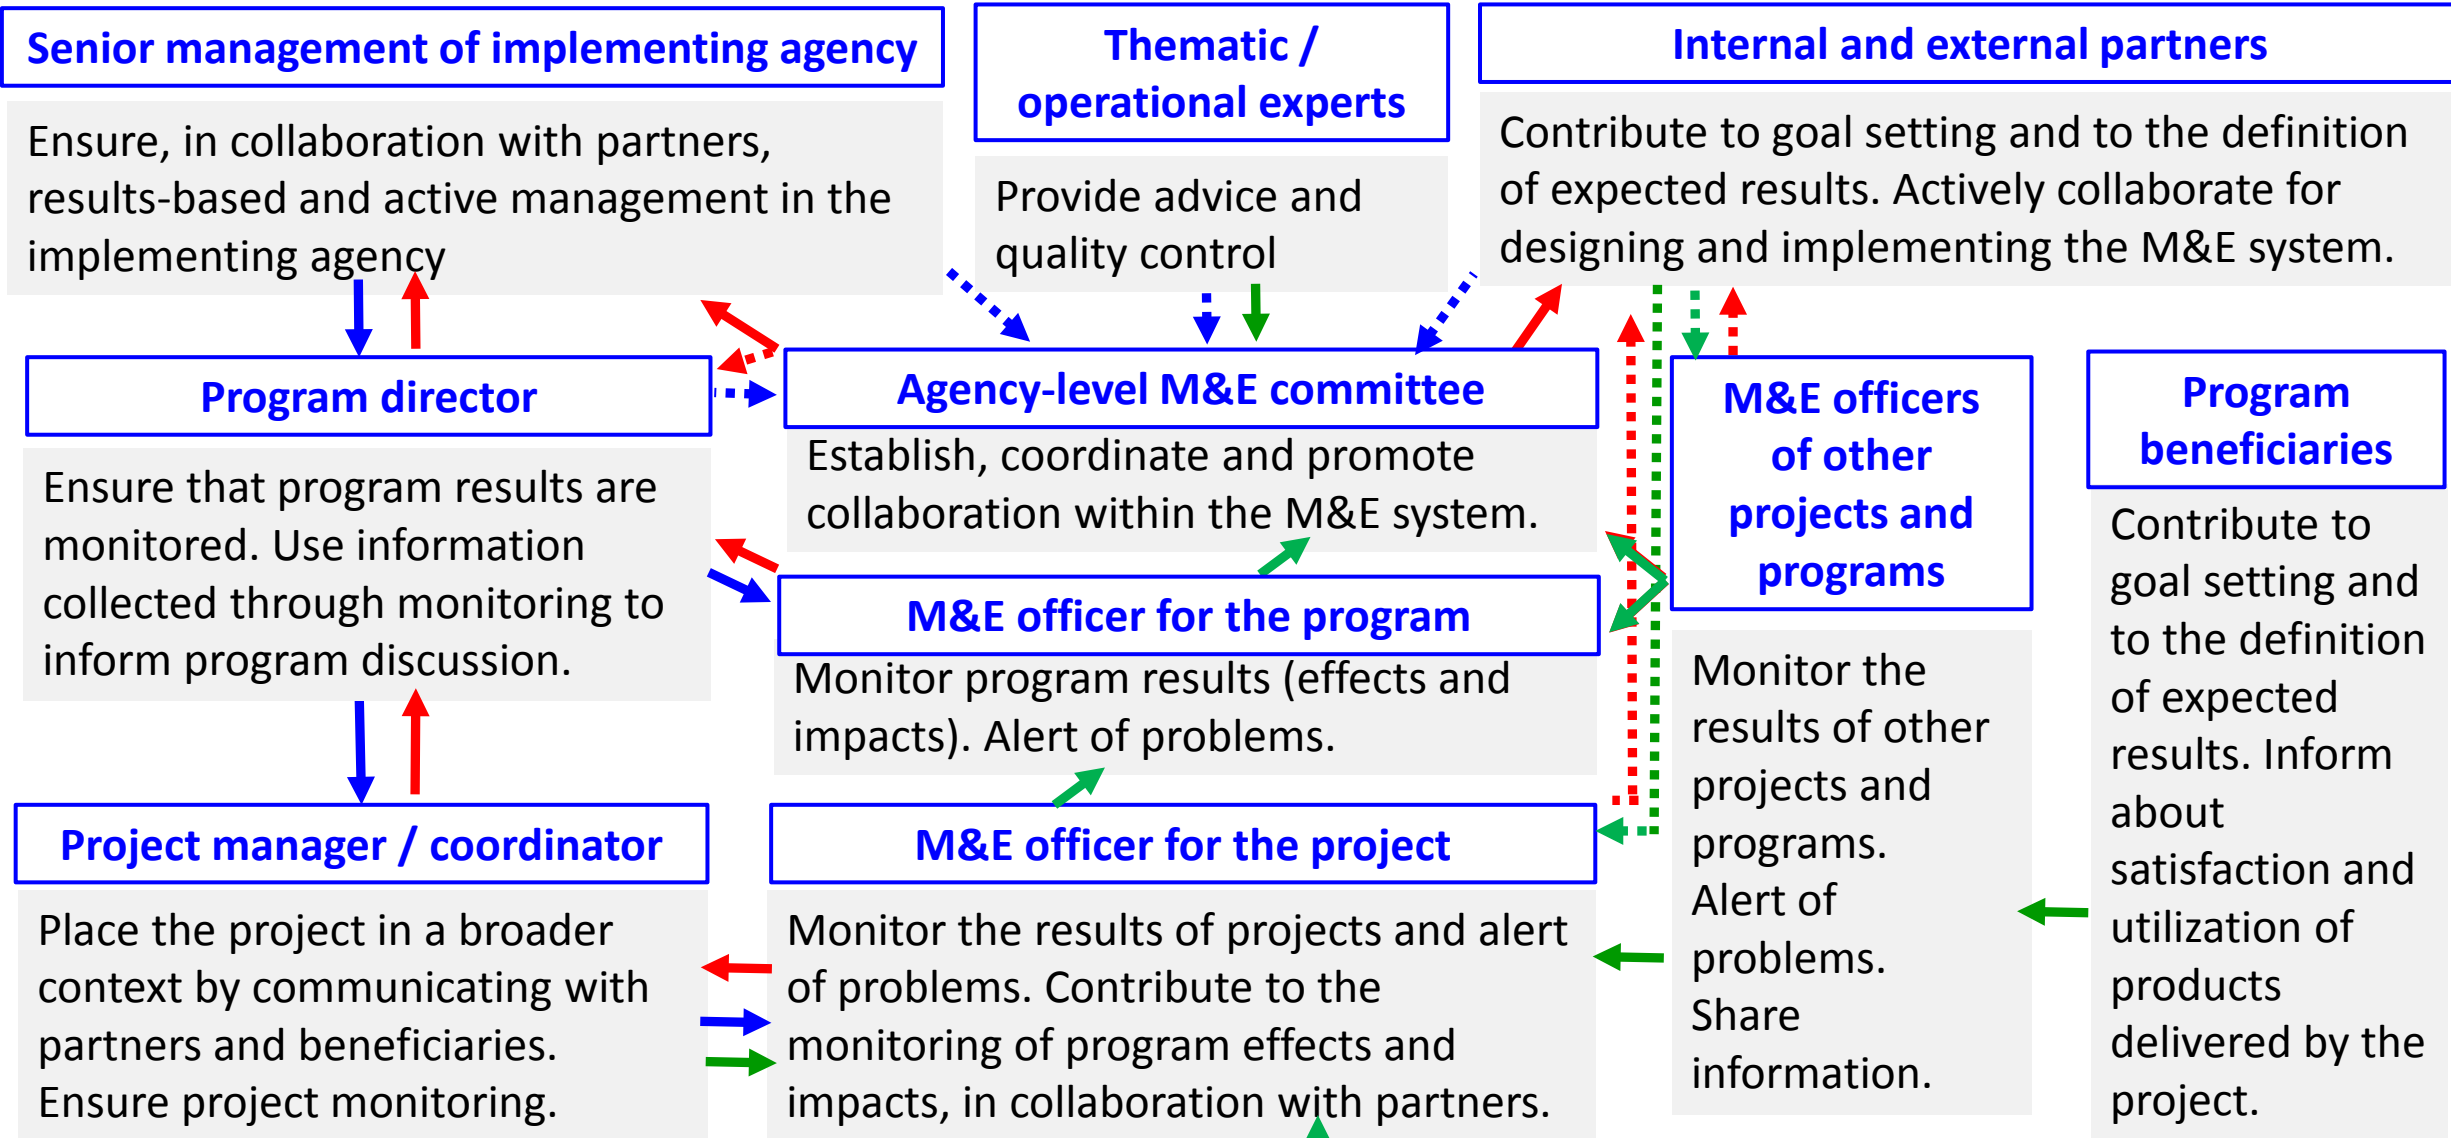 Senior management of implementing agency
Ensure, in collaboration with partners,
results-based and active management in the
implementing agency
Thematic /
operational experts
Provide advice and
quality control
Internal and external partners
Contribute to goal setting and to the definition
of expected results. Actively collaborate for
designing and implementing the M&E system.
Program director
Ensure that program results are
monitored. Use information
collected through monitoring to
inform program discussion.
Agency-level M&E committee
Establish, coordinate and promote
collaboration within the M&E system.
M&E officer for the program
Monitor program results (effects and
impacts). Alert of problems.
M&E officers
of other
projects and
programs
Monitor the
results of other
projects and
programs.
Alert of
problems.
Share
information.
Program
beneficiaries
Contribute to
goal setting and
to the definition
of expected
results. Inform
about
satisfaction and
utilization of
products
delivered by the
project.
Project manager / coordinator
Place the project in a broader
context by communicating with
partners and beneficiaries.
Ensure project monitoring.
M&E officer for the project
Monitor the results of projects and alert
of problems. Contribute to the
monitoring of program effects and
impacts, in collaboration with partners.